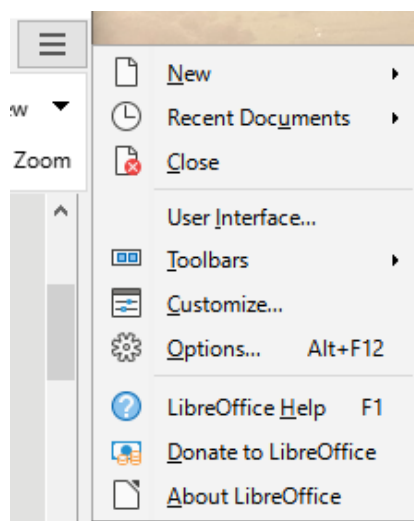 New
ew
Recent Documents
Zoom
Close
User Interface...
Toolbars
Customize...
Options... Alt+F12
LibreOffice Help F1
Donate to LibreOffice
About LibreOffice